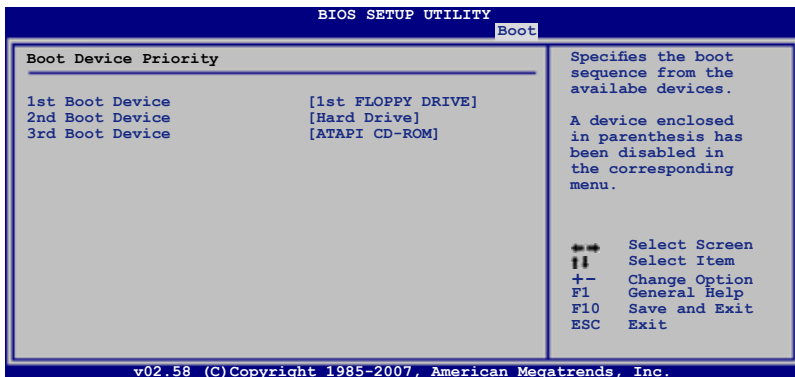 BIOS SETUP UTILITY
Boot
Boot Device Priority
1st Boot Device [1st FLOPPY DRIVE]
2nd Boot Device [Hard Drive]
3rd Boot Device [ATAPI CD-ROM]
Specifies the boot
sequence from the
availabe devices.
A device enclosed
in parenthesis has
been disabled in
the corresponding
menu.
←→ Select Screen
↑↓ Select Item
+- Change Option
F1 General Help
F10 Save and Exit
ESC Exit
v02.58 (C)Copyright 1985-2007, American Megatrends, Inc.